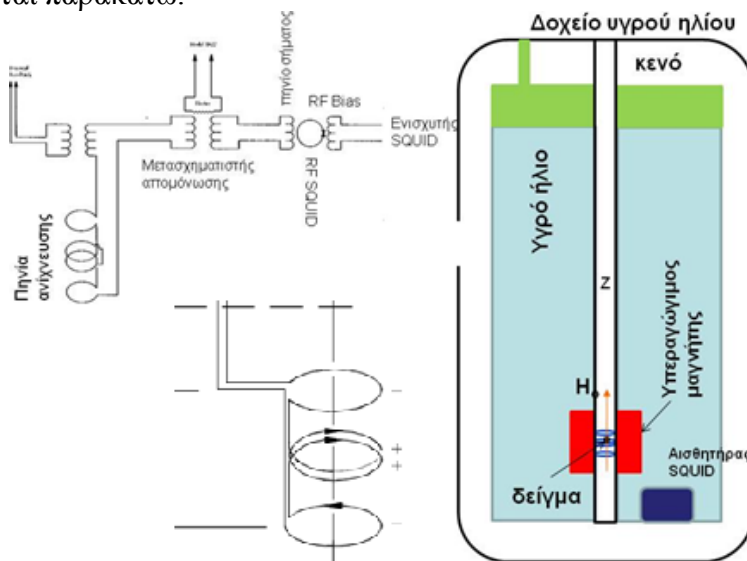 πηνίο σήματος
RF Bias
Ενισχυτής
SQUID
RF SQUID
Μετασχηματιστής
απομόνωσης
Πηνία
ανίχνευσης
−
+
+
−
Δοχείο υγρού ηλίου
κενό
Υγρό ήλιο
z
H
Υπεραγώγιμος
μαγνήτης
Αισθητήρας
SQUID
δείγμα